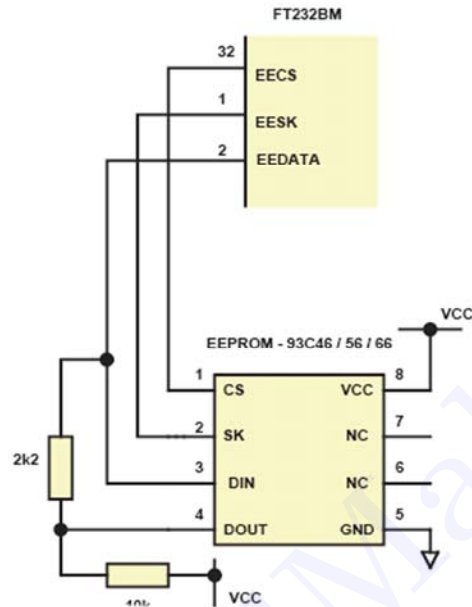 FT232BM
32
EECS
1
EESK
2
EEDATA
VCC
EEPROM - 93C46 / 56 / 66
1
CS
VCC
8
2
SK
NC
7
3
DIN
NC
6
4
DOUT
GND
5
2k2
VCC